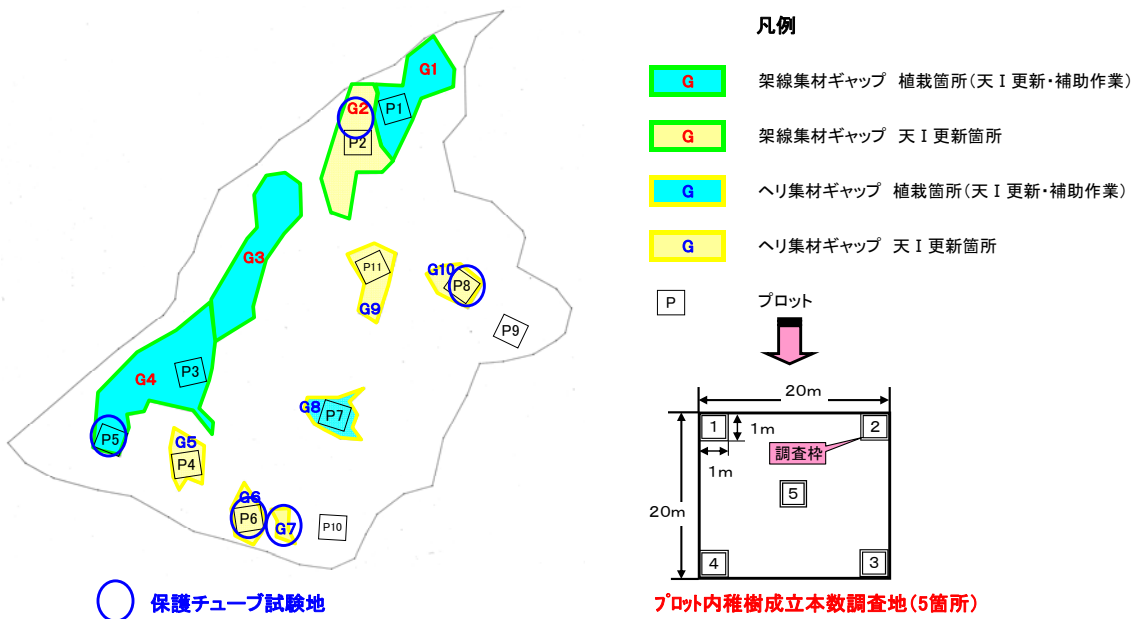 凡例
G 架線集材ギャップ 植栽箇所(天Ⅰ更新・補助作業)
G 架線集材ギャップ 天Ⅰ更新箇所
G ヘリ集材ギャップ 植栽箇所(天Ⅰ更新・補助作業)
G ヘリ集材ギャップ 天Ⅰ更新箇所
P プロット
G1
G2
P1
P2
G3
P11
G10
P8
G9
P9
P3
G4
G8
P7
P5
G5
P4
G6
P6
G7
P10
保護チューブ試験地
20m
1
1m
2
1m
調査枠
5
20m
4
3
プロット内稚樹成立本数調査地(5箇所)